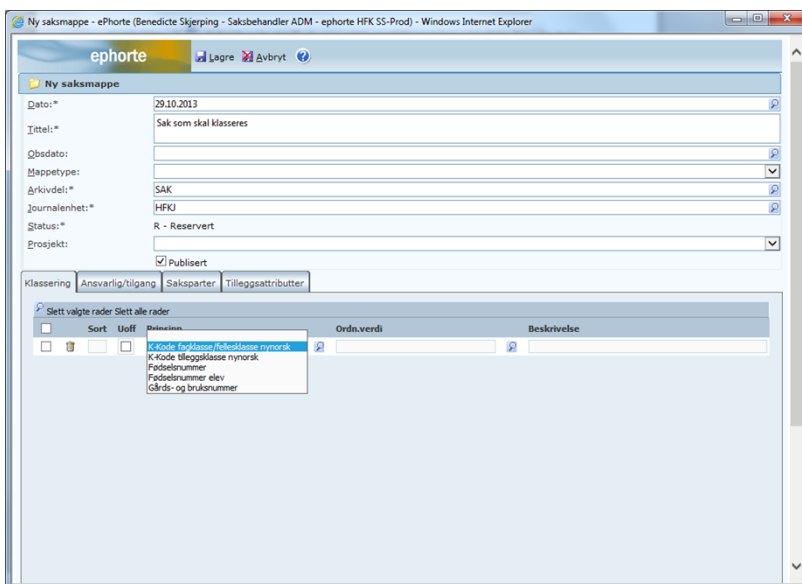 Ny saksmappe - ePhorte (Benedicte Skjerping - Saksbehandler ADM - ephorte HFK SS-Prod) - Windows Internet Explorer
ephorte Lagre Avbryt ?
Ny saksmappe
Dato:* 29.10.2013
Tittel:* Sak som skal klasseres
Obsdato:
Mappetype:
Arkivdel:* SAK
Journalenhet:* HFKJ
Status:* R - Reservert
Prosjekt:
Publisert
Klassering Ansvarlig/tilgang Saksparter Tilleggsattributter
Slett valgte rader Slett alle rader
Sort Uoff Prinsipp Ordn.verdi Beskrivelse
K-Kode fagklasse/fellesklasse nynorsk
K-Kode tilleggsklasse nynorsk
Fødselsnummer
Fødselsnummer elev
Gårds- og bruksnummer